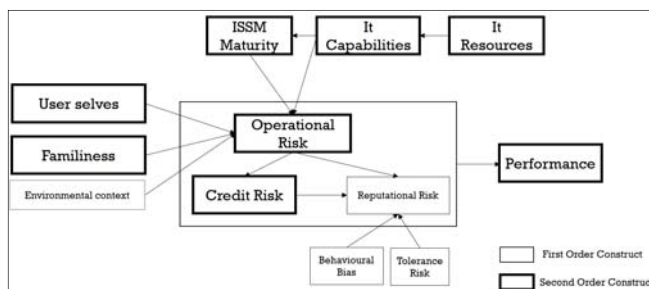 ISSM
Maturity
It
Capabilities
It
Resources
User selves
Familiness
Environmental context
Operational
Risk
Credit Risk
Reputational Risk
Performance
Behavioural
Bias
Tolerance
Risk
First Order Construct
Second Order Construct